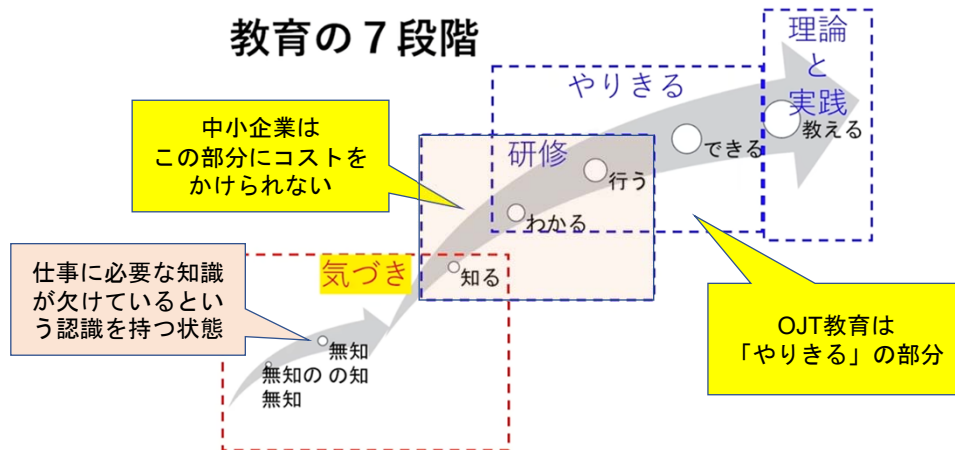 教育の７段階
理論
と
実践
やりきる
中小企業は
この部分にコストを
かけられない
研修
教える
できる
行う
わかる
気づき
知る
仕事に必要な知識
が欠けているとい
う認識を持つ状態
無知
の知
無知の
無知
OJT教育は
「やりきる」の部分